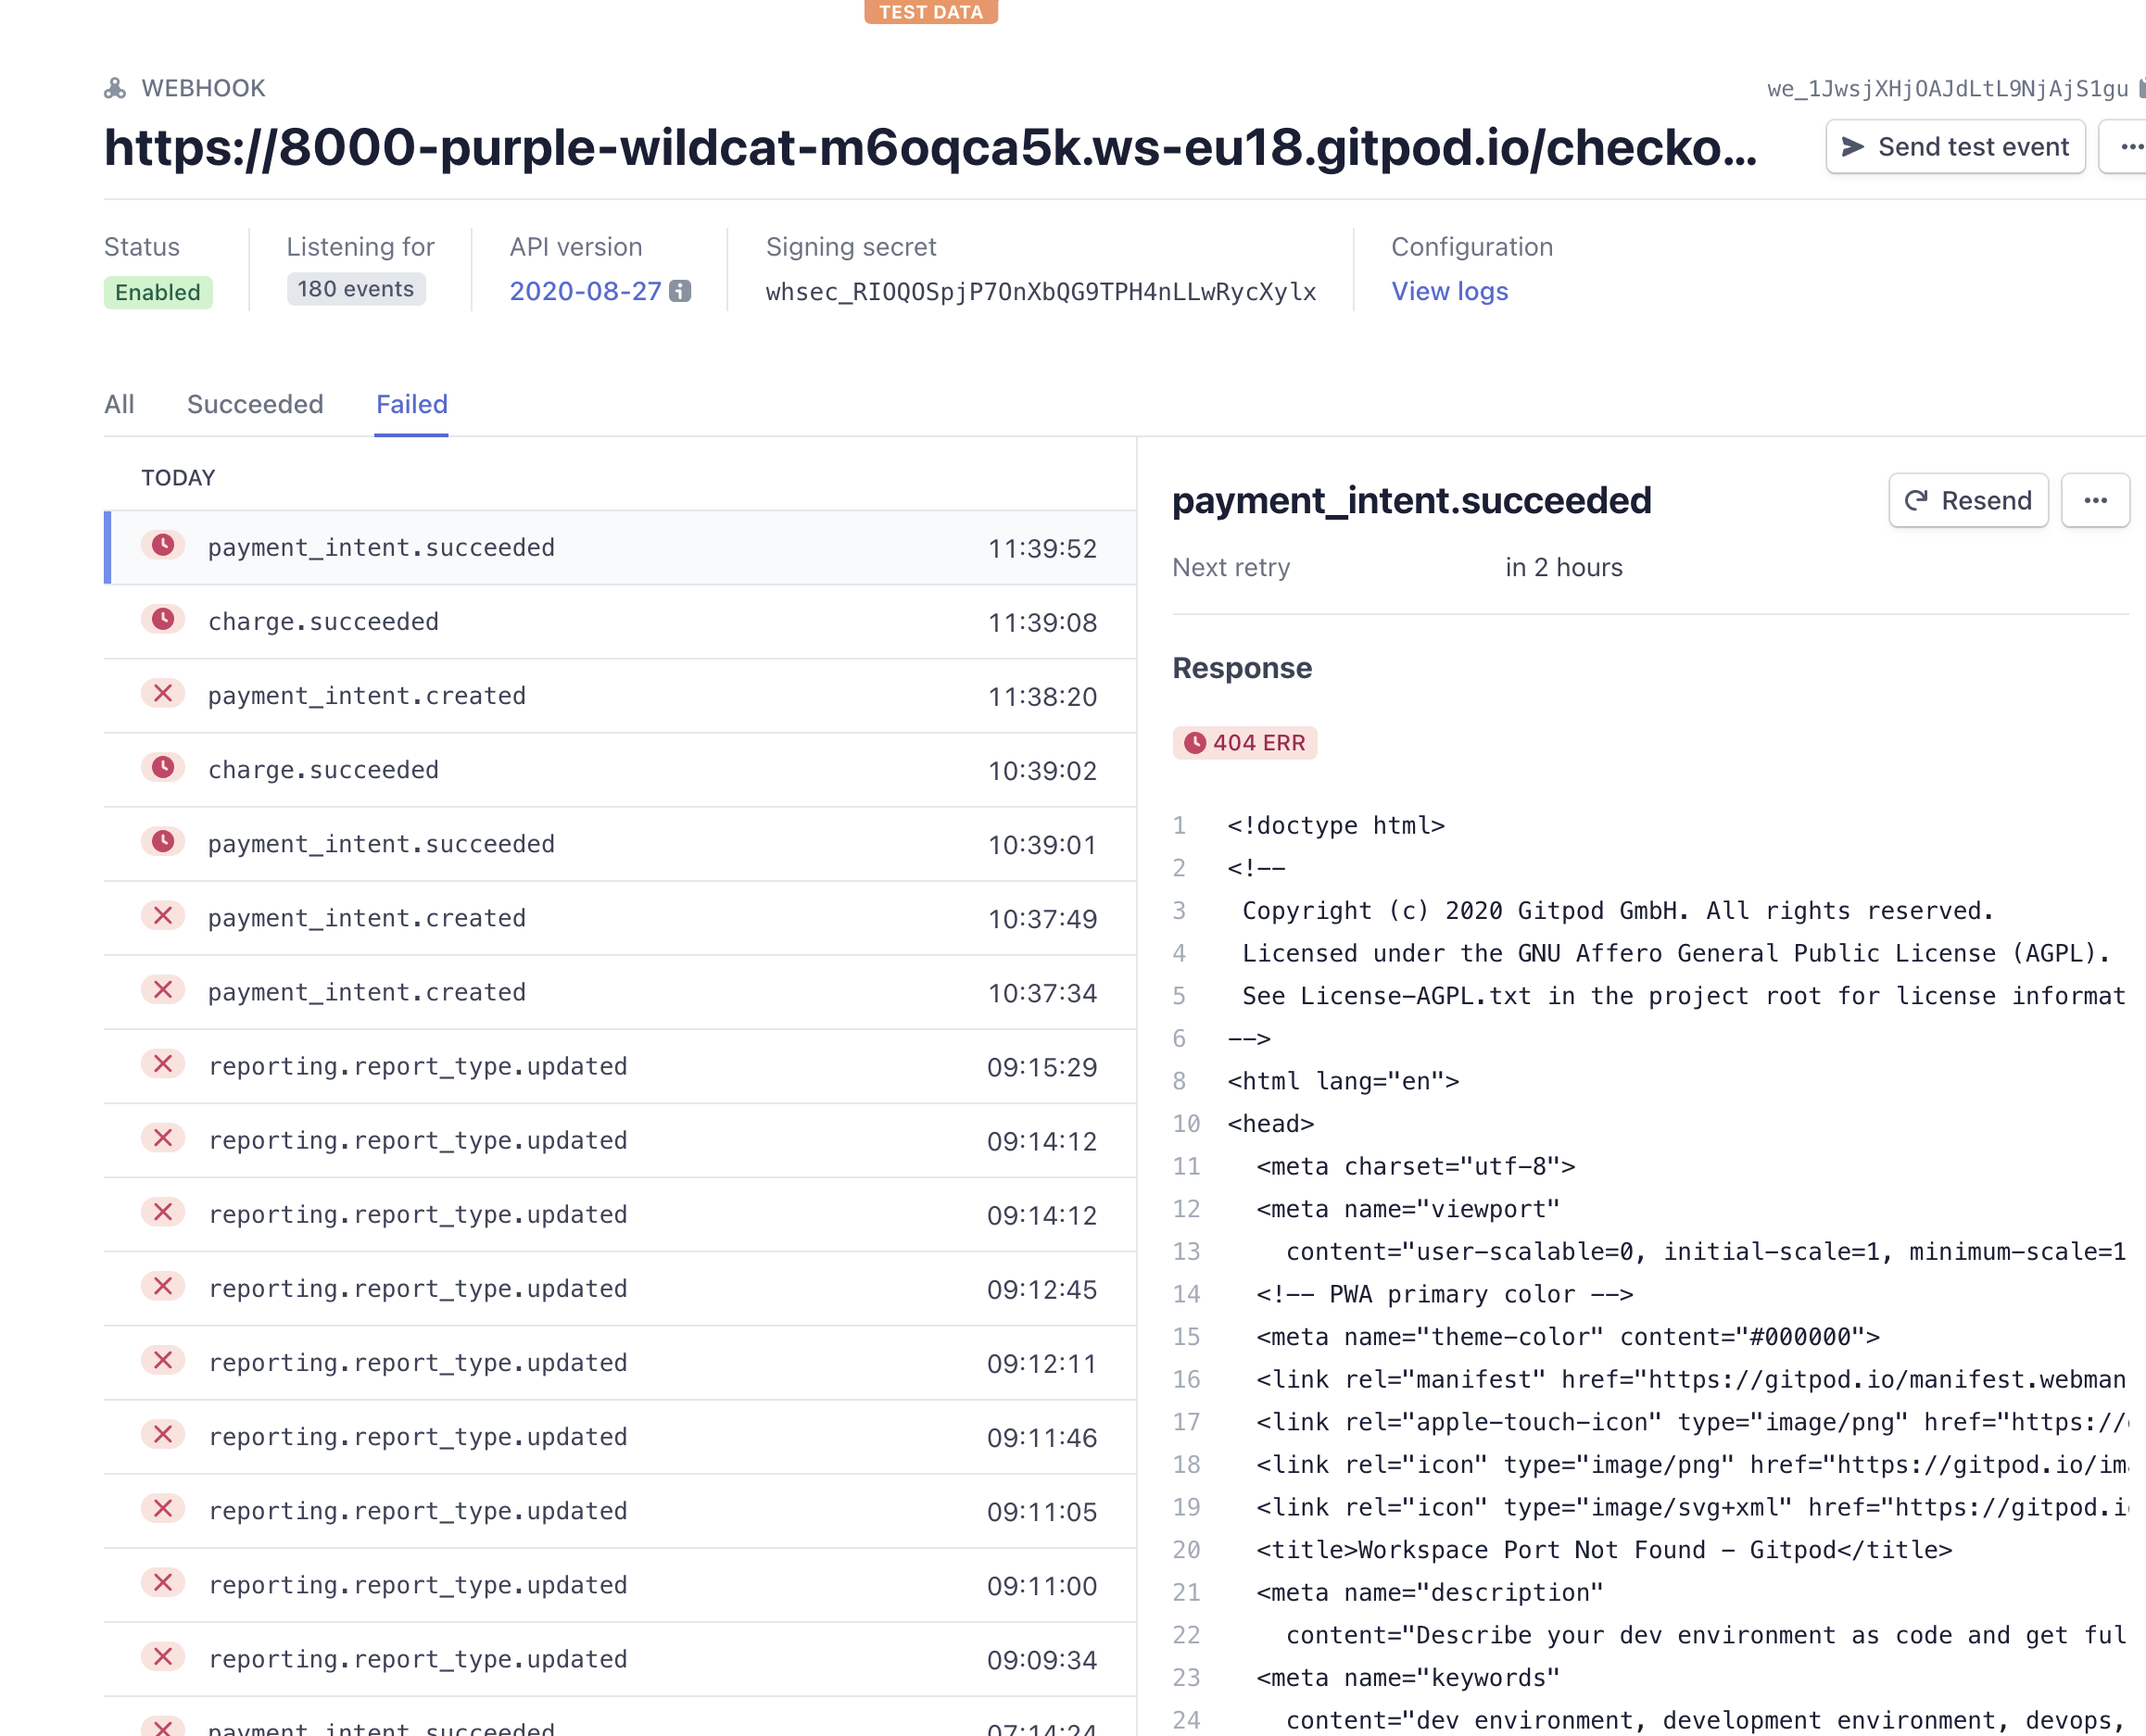 TEST DATA
WEBHOOK
we_1JwsjXHjOAJdLtL9NjAjS1gu
https://8000-purple-wildcat-m6oqca5k.ws-eu18.gitpod.io/checko...
Send test event
Status
Listening for
API version
Signing secret
Configuration
Enabled
180 events
2020-08-27
whsec_RIOQOSpjP7OnXbQG9TPH4nLLwRycXylx
View logs
All
Succeeded
Failed
TODAY
payment_intent.succeeded 11:39:52
charge.succeeded 11:39:08
payment_intent.created 11:38:20
charge.succeeded 10:39:02
payment_intent.succeeded 10:39:01
payment_intent.created 10:37:49
payment_intent.created 10:37:34
reporting.report_type.updated 09:15:29
reporting.report_type.updated 09:14:12
reporting.report_type.updated 09:14:12
reporting.report_type.updated 09:12:45
reporting.report_type.updated 09:12:11
reporting.report_type.updated 09:11:46
reporting.report_type.updated 09:11:05
reporting.report_type.updated 09:11:00
reporting.report_type.updated 09:09:34
payment_intent.succeeded 07:14:24
payment_intent.succeeded
Resend
Next retry in 2 hours
Response
404 ERR
1 <!doctype html>
2 <!--
3 Copyright (c) 2020 Gitpod GmbH. All rights reserved.
4 Licensed under the GNU Affero General Public License (AGPL).
5 See License-AGPL.txt in the project root for license informat
6 -->
8 <html lang="en">
10 <head>
11 <meta charset="utf-8">
12 <meta name="viewport"
13 content="user-scalable=0, initial-scale=1, minimum-scale=1
14 <!-- PWA primary color -->
15 <meta name="theme-color" content="#000000">
16 <link rel="manifest" href="https://gitpod.io/manifest.webman
17 <link rel="apple-touch-icon" type="image/png" href="https://
18 <link rel="icon" type="image/png" href="https://gitpod.io/im
19 <link rel="icon" type="image/svg+xml" href="https://gitpod.i
20 <title>Workspace Port Not Found - Gitpod</title>
21 <meta name="description"
22 content="Describe your dev environment as code and get ful
23 <meta name="keywords"
24 content="dev environment, development environment, devops,